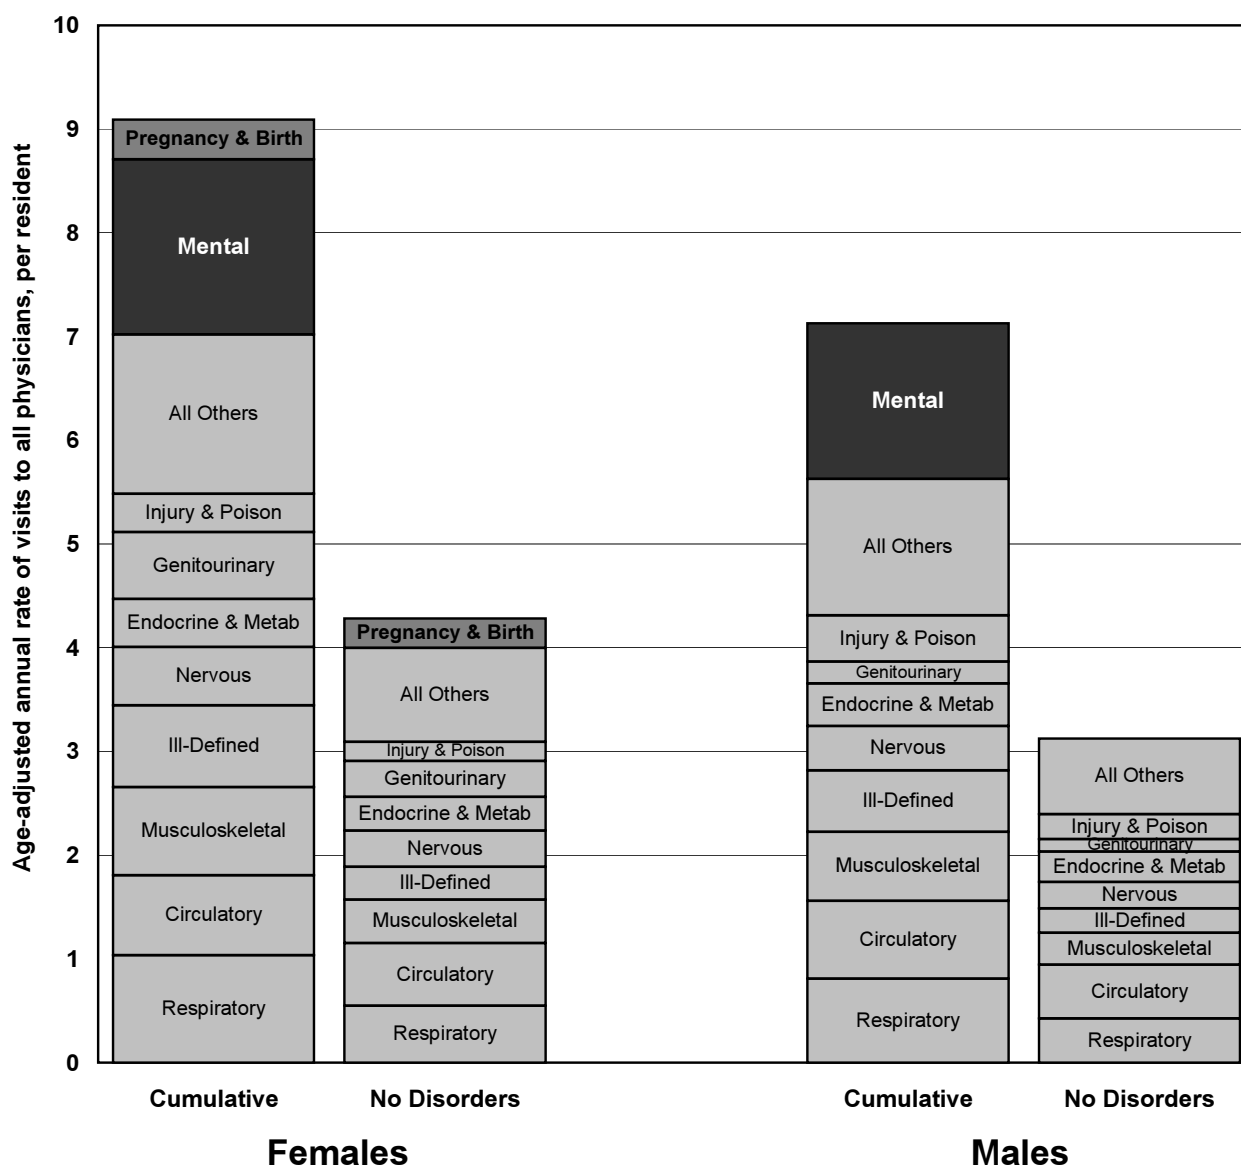 Age-adjusted annual rate of visits to all physicians, per resident
10
9
8
7
6
5
4
3
2
1
0
Pregnancy & Birth
Mental
All Others
Injury & Poison
Genitourinary
Endocrine & Metab
Nervous
Ill-Defined
Musculoskeletal
Circulatory
Respiratory
Pregnancy & Birth
All Others
Injury & Poison
Genitourinary
Endocrine & Metab
Nervous
Ill-Defined
Musculoskeletal
Circulatory
Respiratory
Mental
All Others
Injury & Poison
Genitourinary
Endocrine & Metab
Nervous
Ill-Defined
Musculoskeletal
Circulatory
Respiratory
All Others
Injury & Poison
Genitourinary
Endocrine & Metab
Nervous
Ill-Defined
Musculoskeletal
Circulatory
Respiratory
Cumulative No Disorders Cumulative No Disorders
Females Males